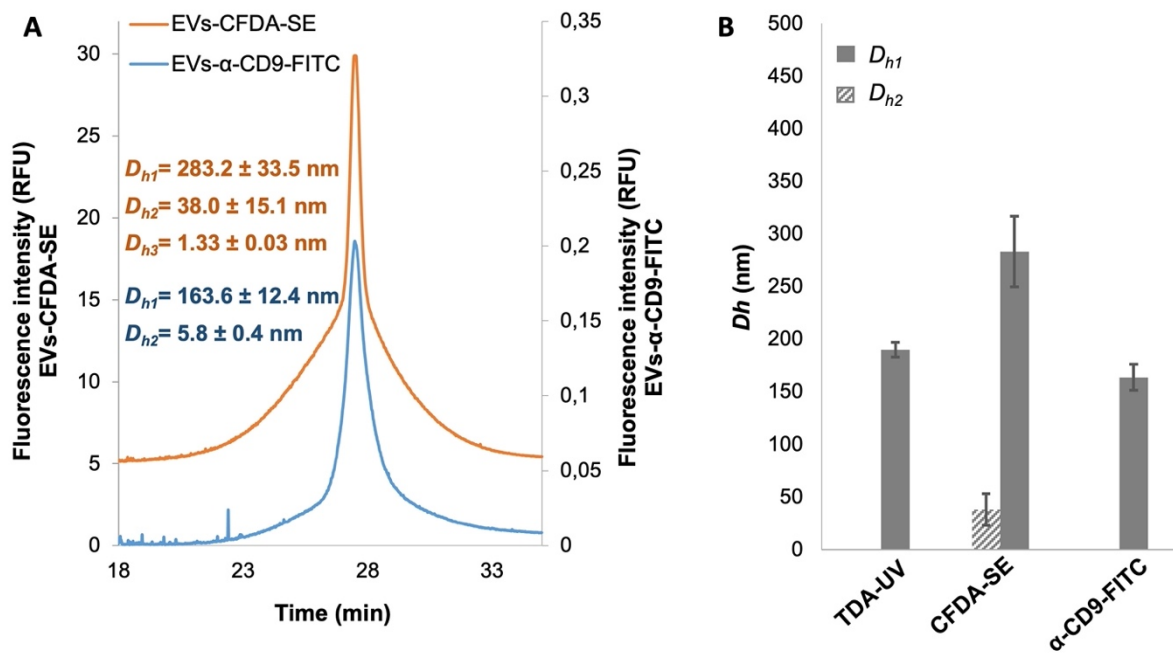 A
EVs-CFDA-SE
EVs-α-CD9-FITC
Fluorescence intensity (RFU)
EVs-CFDA-SE
30
25
20
15
10
5
0
Dh1= 283.2 ± 33.5 nm
Dh2= 38.0 ± 15.1 nm
Dh3= 1.33 ± 0.03 nm
Dh1= 163.6 ± 12.4 nm
Dh2= 5.8 ± 0.4 nm
0,35
0,3
0,25
0,2
0,15
0,1
0,05
0
Fluorescence intensity (RFU)
EVs-α-CD9-FITC
18 23 28 33
Time (min)
B
Dh1
Dh2
Dh (nm)
500
450
400
350
300
250
200
150
100
50
0
TDA-UV
CFDA-SE
α-CD9-FITC